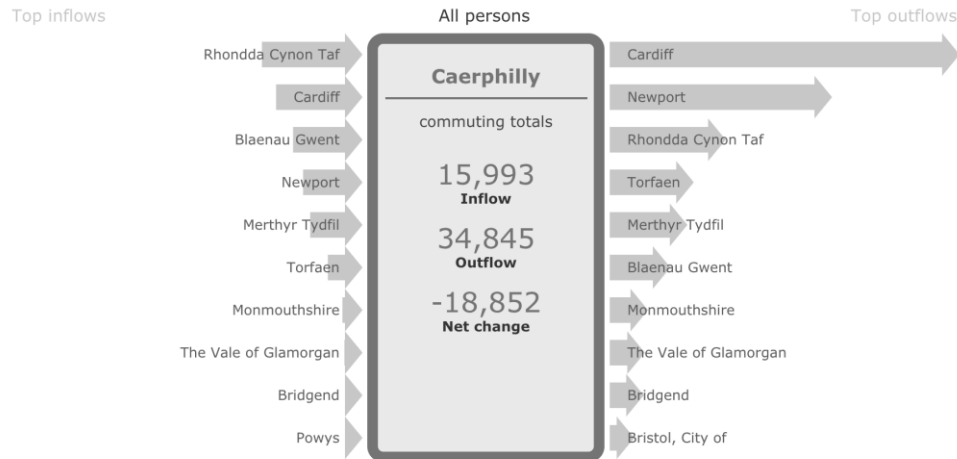 Top inflows
All persons
Top outflows
Rhondda Cynon Taf
Cardiff
Blaenau Gwent
Newport
Merthyr Tydfil
Torfaen
Monmouthshire
The Vale of Glamorgan
Bridgend
Powys
Caerphilly
commuting totals
15,993
Inflow
34,845
Outflow
-18,852
Net change
Cardiff
Newport
Rhondda Cynon Taf
Torfaen
Merthyr Tydfil
Blaenau Gwent
Monmouthshire
The Vale of Glamorgan
Bridgend
Bristol, City of